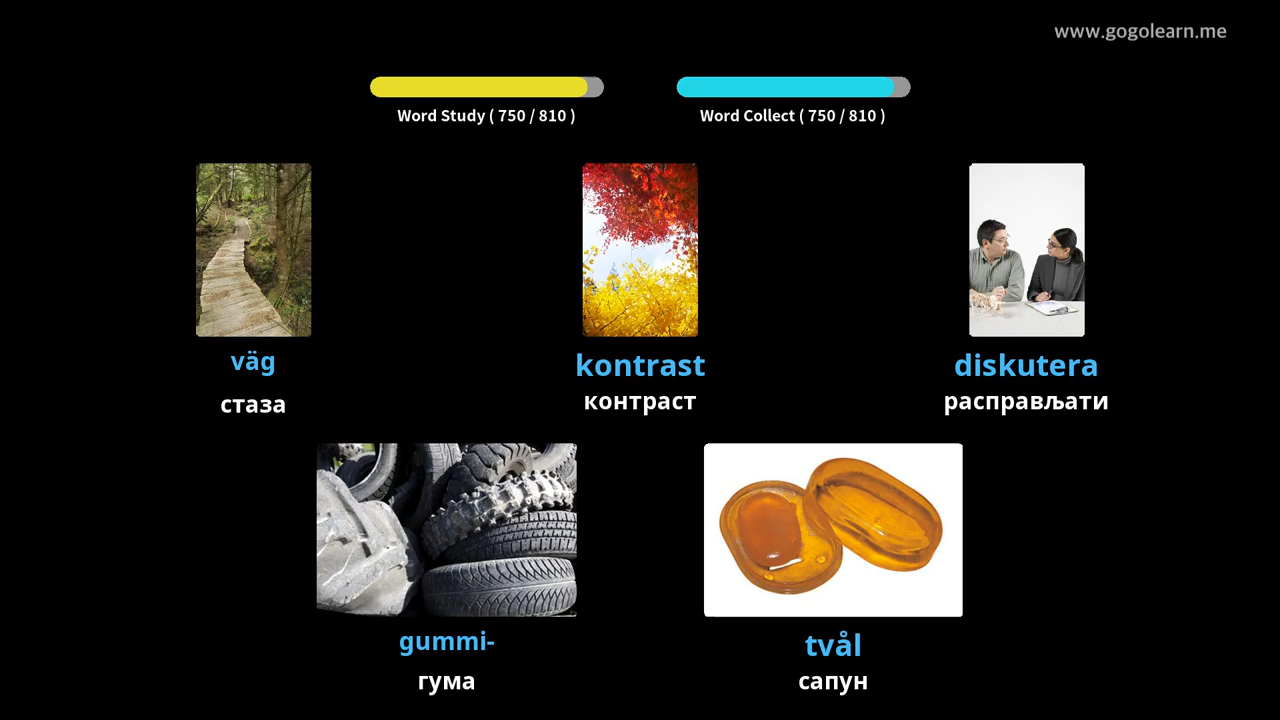 www.gogolearn.me
Word Study ( 750 / 810 )
Word Collect ( 750 / 810 )
väg
стаза
kontrast
контраст
diskutera
расправљати
gummi-
гума
tvål
сапун